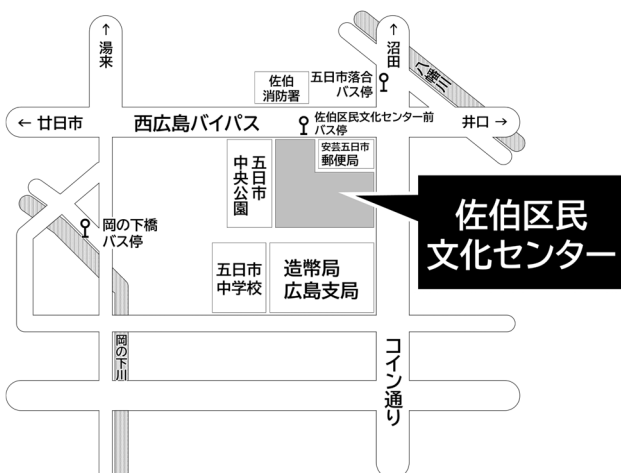 ↑
湯来
↑
沼田
八幡川
佐伯
消防署
五日市落合
バス停
← 廿日市
西広島バイパス
佐伯区民文化センター前
バス停
井口 →
五日市
中央公園
安芸五日市
郵便局
佐伯区民
文化センター
岡の下橋
バス停
五日市
中学校
造幣局
広島支局
岡の下川
コイン通り